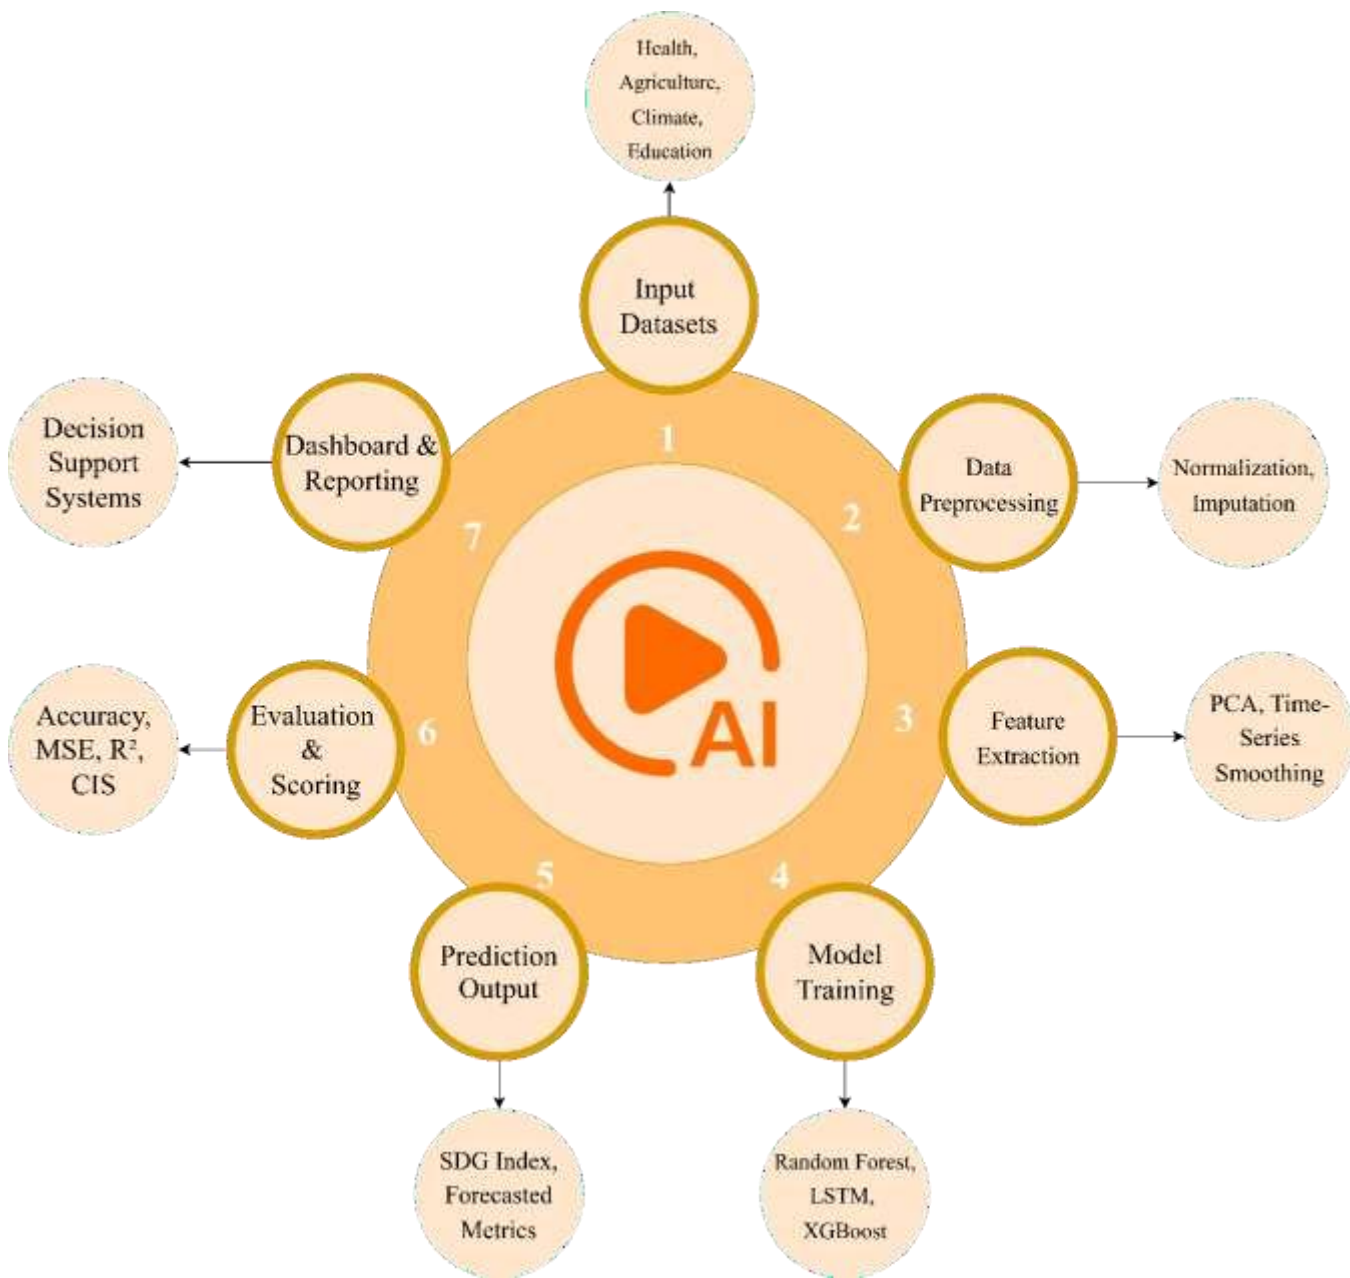 Health,
Agriculture,
Climate,
Education
Input
Datasets
1
Data
Preprocessing
2
Normalization,
Imputation
Feature
Extraction
3
PCA, Time-
Series
Smoothing
Model
Training
4
Random Forest,
LSTM,
XGBoost
Prediction
Output
5
SDG Index,
Forecasted
Metrics
Evaluation
&
Scoring
6
Accuracy,
MSE, R²,
CIS
Dashboard &
Reporting
7
Decision
Support
Systems
AI